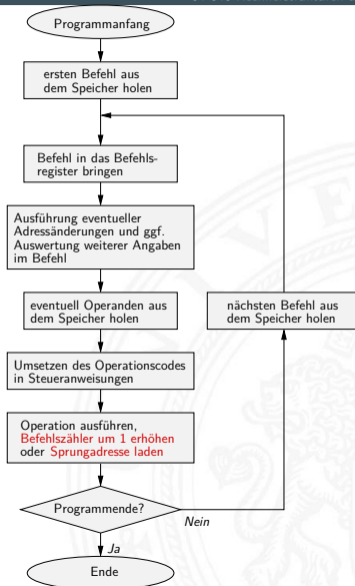 Programmanfang
ersten Befehl aus
dem Speicher holen
Befehl in das Befehls-
register bringen
Ausführung eventueller
Adressänderungen und ggf.
Auswertung weiterer Angaben
im Befehl
eventuell Operanden aus
dem Speicher holen
nächsten Befehl aus
dem Speicher holen
Umsetzen des Operationscodes
in Steueranweisungen
Operation ausführen,
Befehlszähler um 1 erhöhen
oder Sprungadresse laden
Programmende?
Nein
Ja
Ende